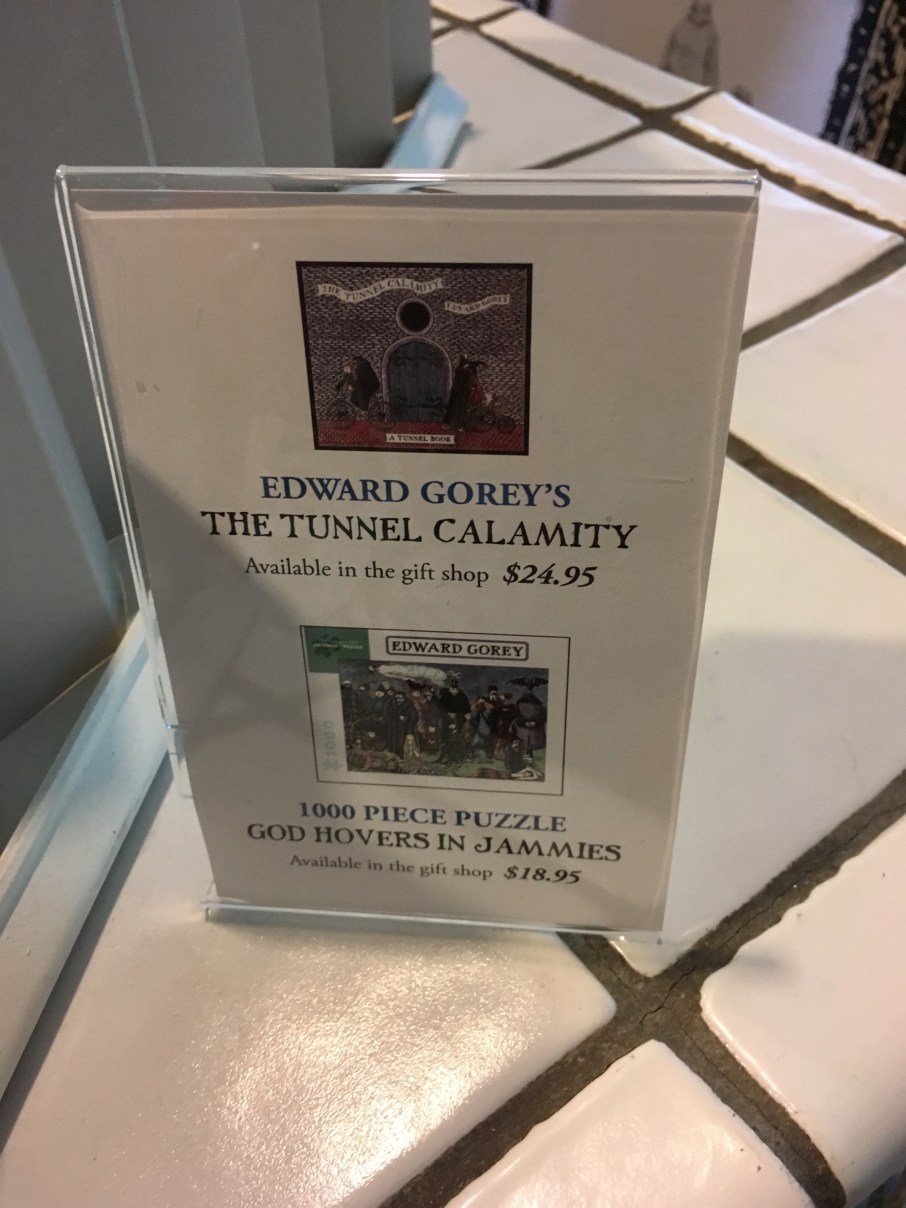 THE TUNNEL CALAMITY
EDWARD GOREY
A TUNNEL BOOK
EDWARD GOREY'S
THE TUNNEL CALAMITY
Available in the gift shop $24.95
EDWARD GOREY
1000 PIECE PUZZLE
GOD HOVERS IN JAMMIES
Available in the gift shop $18.95